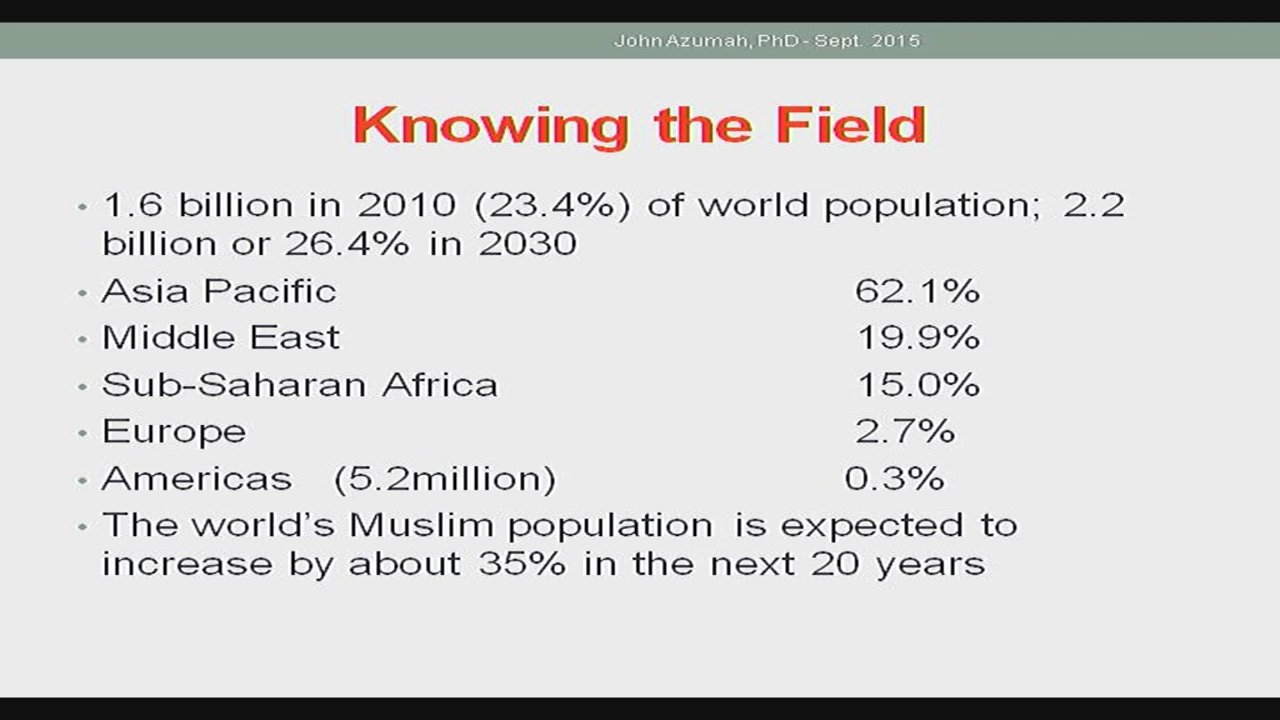 John Azumah, PhD - Sept. 2015
Knowing the Field
• 1.6 billion in 2010 (23.4%) of world population; 2.2
billion or 26.4% in 2030
• Asia Pacific 62.1%
• Middle East 19.9%
• Sub-Saharan Africa 15.0%
• Europe 2.7%
• Americas (5.2million) 0.3%
• The world's Muslim population is expected to
increase by about 35% in the next 20 years